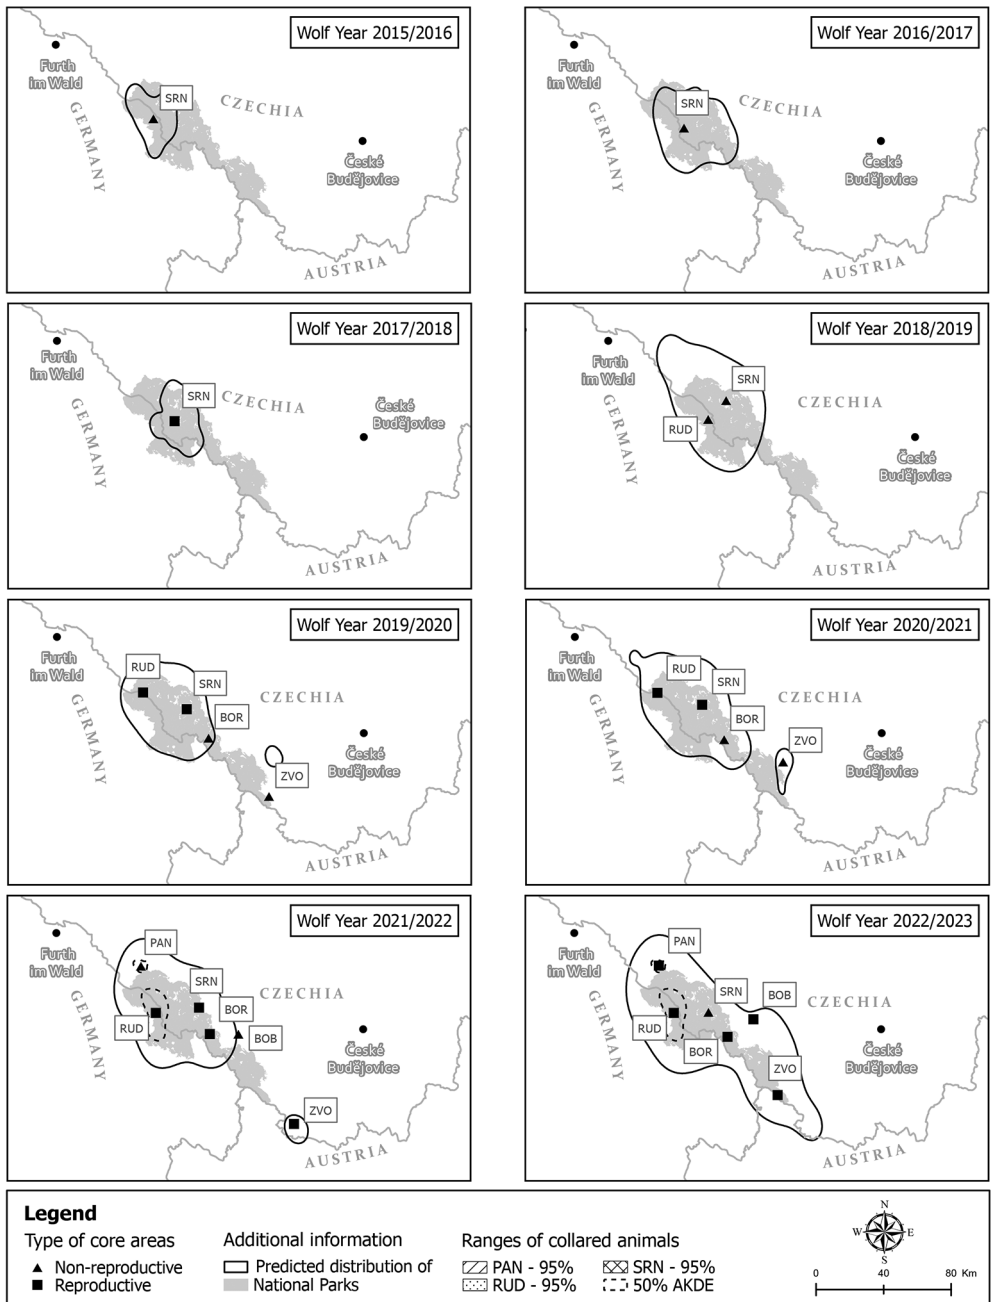 Wolf Year 2015/2016
Furth
im Wald
SRN
CZECHIA
GERMANY
České
Budějovice
AUSTRIA
Wolf Year 2016/2017
Furth
im Wald
SRN
CZECHIA
GERMANY
České
Budějovice
AUSTRIA
Wolf Year 2017/2018
Furth
im Wald
SRN
CZECHIA
České
Budějovice
GERMANY
AUSTRIA
Wolf Year 2018/2019
Furth
im Wald
SRN
CZECHIA
GERMANY
RUD
České
Budějovice
AUSTRIA
Wolf Year 2019/2020
Furth
im Wald
RUD
SRN
CZECHIA
BOR
GERMANY
České
Budějovice
ZVO
AUSTRIA
Wolf Year 2020/2021
Furth
im Wald
RUD
SRN
CZECHIA
BOR
GERMANY
ZVO
České
Budějovice
AUSTRIA
Wolf Year 2021/2022
PAN
Furth
im Wald
SRN
CZECHIA
BOR
GERMANY
RUD
BOB
České
Budějovice
ZVO
AUSTRIA
Wolf Year 2022/2023
PAN
Furth
im Wald
SRN
BOB
CZECHIA
GERMANY
RUD
BOR
České
Budějovice
ZVO
AUSTRIA
Legend
Type of core areas
Non-reproductive
Reproductive
Additional information
Predicted distribution of
National Parks
Ranges of collared animals
PAN - 95%
RUD - 95%
SRN - 95%
50% AKDE
N
W E
S
0 40 80 Km